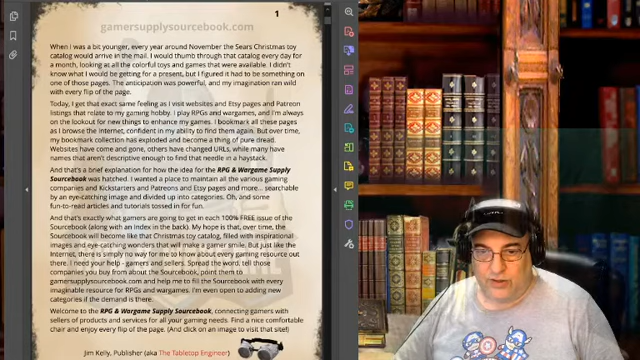 1
gamersupplysourcebook.com
When I was a bit younger, every year around November the Sears Christmas toy
catalog would arrive in the mail. I would thumb through that catalog every day for
a month, looking at all the colorful toys and games that were available. I didn't
know what I would be getting for a present, but I figured it had to be something on
one of those pages. The anticipation was powerful, and my imagination ran wild
with every flip of the page.
Today, I get that exact same feeling as I visit websites and Etsy pages and Patreon
listings that relate to my gaming hobby. I play RPGs and wargames, and I'm always
on the lookout for new things to enhance my games. I bookmark all these pages
as I browse the Internet, confident in my ability to find them again. But over time,
my bookmark collection has exploded and become a thing of pure dread.
Websites have come and gone, others have changed URLs, while many have
names that aren't descriptive enough to find that needle in a haystack.
And that's a brief explanation for how the idea for the RPG & Wargame Supply
Sourcebook was hatched. I wanted a place to maintain all the various gaming
companies and Kickstarters and Patreons and Etsy pages and more... searchable
by an eye-catching image and divided up into categories. Oh, and some
fun-to-read articles and tutorials tossed in for fun.
And that's exactly what gamers are going to get in each 100% FREE issue of the
Sourcebook (along with an Index in the back). My hope is that, over time, the
Sourcebook will become like that Christmas toy catalog, filled with inspirational
images and eye-catching wonders that will make a gamer smile. But just like the
Internet, there is simply no way for me to know about every gaming resource out
there. I need your help - gamers and sellers. Spread the word, tell those
companies you buy from about the Sourcebook, point them to
gamersupplysourcebook.com and help me to fill the Sourcebook with every
imaginable resource for RPGs and wargames. I'm even open to adding new
categories if the demand is there.
Welcome to the RPG & Wargame Supply Sourcebook, connecting gamers with
sellers of products and services for all your gaming needs. Find a nice comfortable
chair and enjoy every flip of the page. (And click on an image to visit that site!)
Jim Kelly, Publisher (aka The Tabletop Engineer)